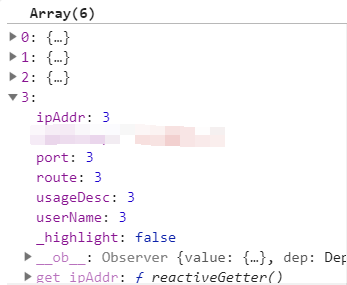 Array(6)
0: {…}
1: {…}
2: {…}
3:
ipAddr: 3
port: 3
route: 3
usageDesc: 3
userName: 3
_highlight: false
__ob__: Observer {value: {…}, dep: Dep
get ipAddr: ƒ reactiveGetter()